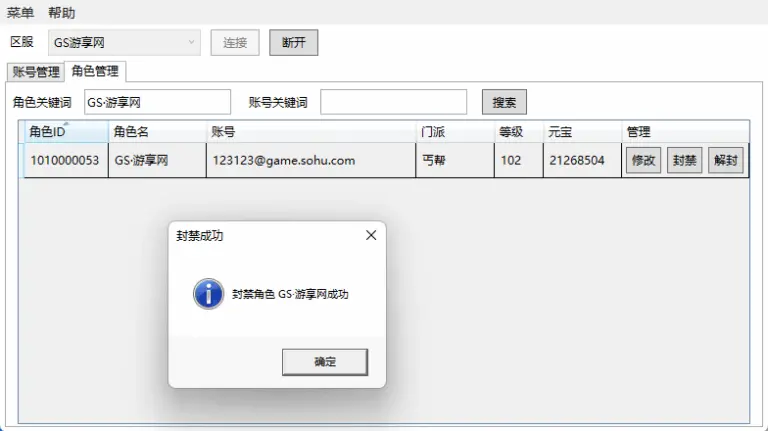 菜单 帮助
区服 GS游享网 连接 断开
账号管理 角色管理
角色关键词 GS·游享网 账号关键词 搜索
角色ID 角色名 账号 门派 等级 元宝 管理
1010000053 GS·游享网 123123@game.sohu.com 丐帮 102 21268504 修改 封禁 解封
封禁成功
封禁角色 GS·游享网成功
确定